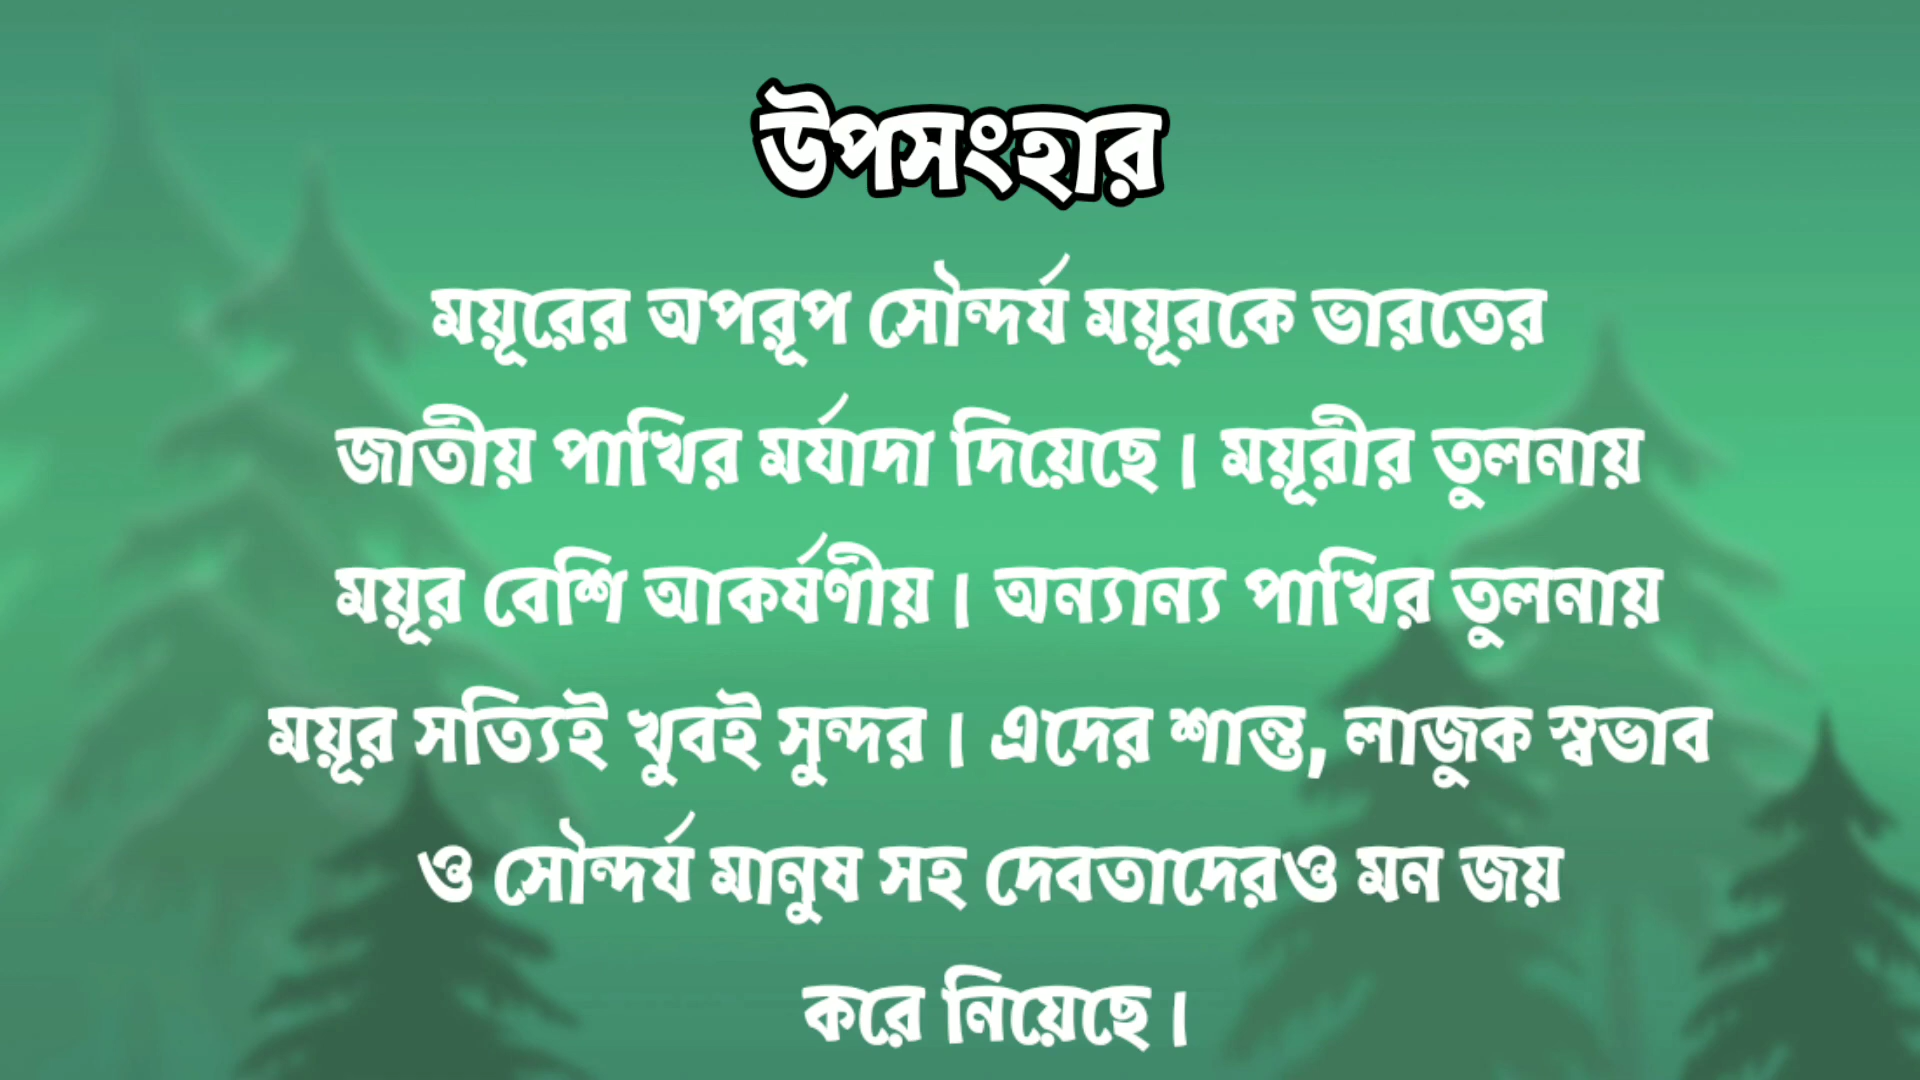 উপসংহার
ময়ূরের অপরূপ সৌন্দর্য ময়ূরকে ভারতের
জাতীয় পাখির মর্যাদা দিয়েছে। ময়ূরীর তুলনায়
ময়ূর বেশি আকর্ষণীয়। অন্যান্য পাখির তুলনায়
ময়ূর সত্যিই খুবই সুন্দর। এদের শান্ত, লাজুক স্বভাব
ও সৌন্দর্য মানুষ সহ দেবতাদেরও মন জয়
করে নিয়েছে।